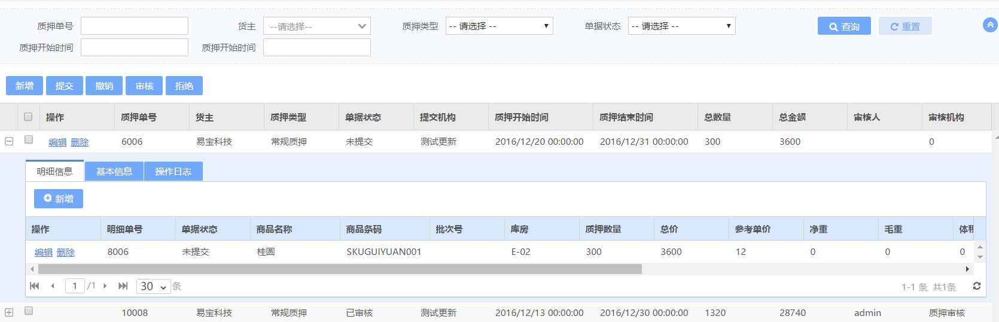 质押单号 货主 --请选择-- 质押类型 -- 请选择 -- 单据状态 -- 请选择 -- 查询 重置
质押开始时间 质押开始时间
新增 提交 撤销 审核 拒绝
操作 质押单号 货主 质押类型 单据状态 提交机构 质押开始时间 质押结束时间 总数量 总金额 审核人 审核机构
编辑 删除 6006 易宝科技 常规质押 未提交 测试更新 2016/12/20 00:00:00 2016/12/31 00:00:00 300 3600 0
明细信息 基本信息 操作日志
新增
操作 明细单号 单据状态 商品名称 商品条码 批次号 库房 质押数量 总价 参考单价 净重 毛重 体积
编辑 删除 8006 未提交 桂圆 SKUGUIYUAN001 E-02 300 3600 12 0 0 0
1 /1 30 条 1-1 条 共1条
10008 易宝科技 常规质押 已审核 测试更新 2016/12/13 00:00:00 2016/12/30 00:00:00 1320 28740 admin 质押审核